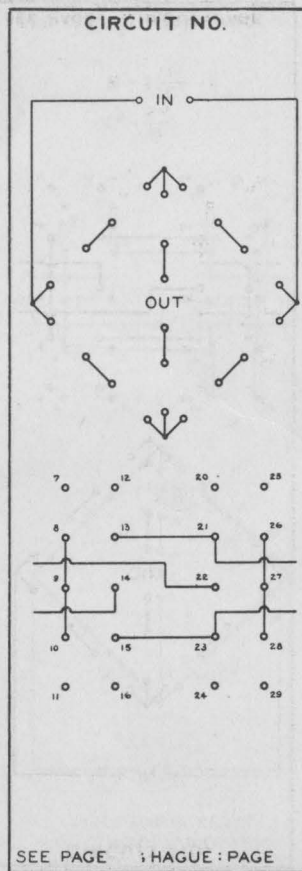 CIRCUIT NO.
IN
OUT
7 12 20 25
8 13 21 26
9 14 22 27
10 15 23 28
11 16 24 29
SEE PAGE ; HAGUE : PAGE